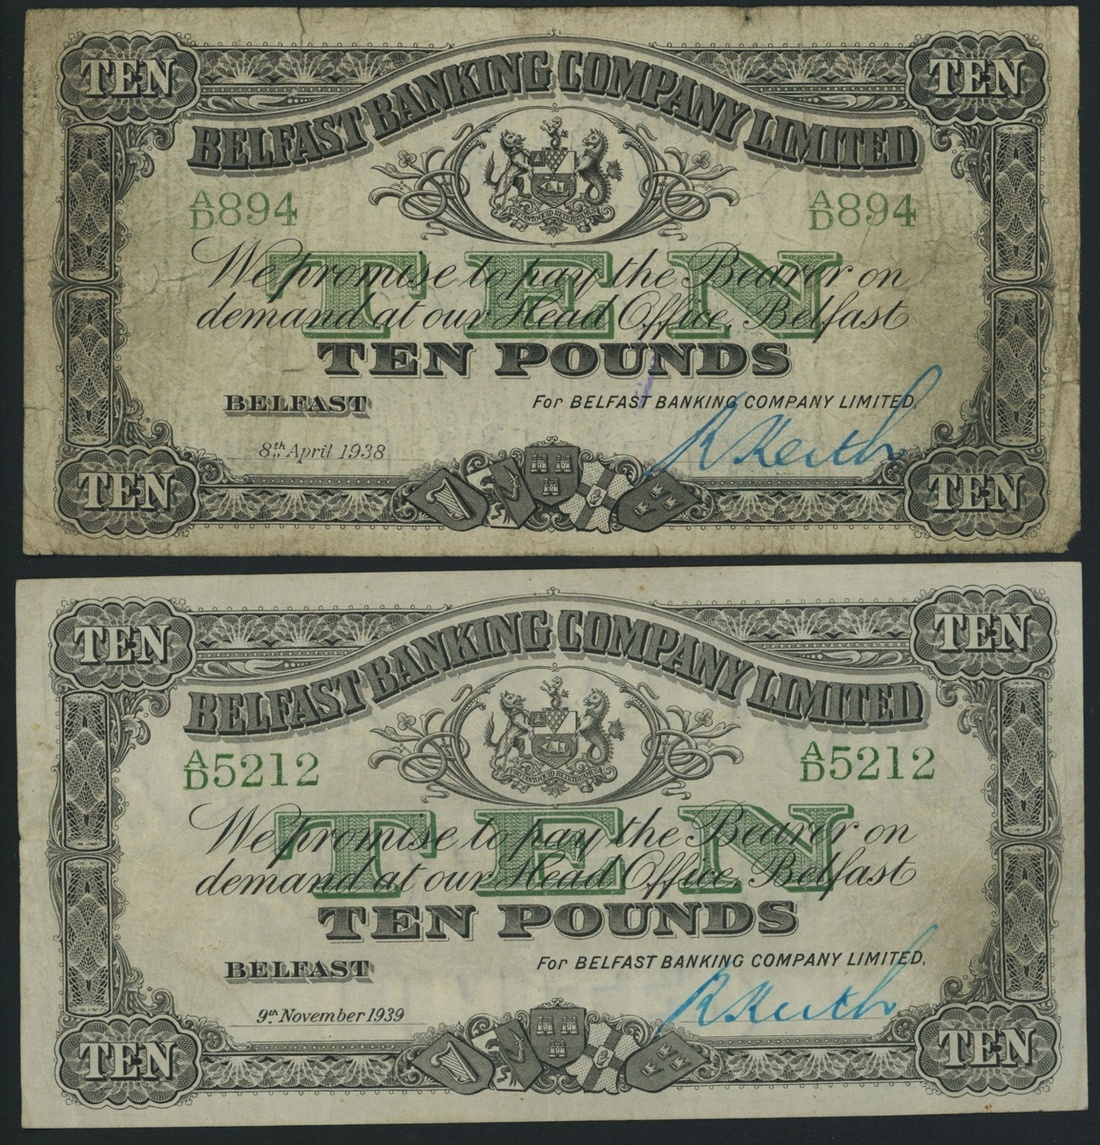 TEN TEN
BELFAST BANKING COMPANY LIMITED
A/D 894 A/D 894
TEN
We promise to pay the Bearer on
demand at our Head Office, Belfast
TEN POUNDS
BELFAST For BELFAST BANKING COMPANY LIMITED,
8th April 1938 R Keith
TEN TEN
TEN TEN
BELFAST BANKING COMPANY LIMITED
A/D 5212 A/D 5212
TEN
We promise to pay the Bearer on
demand at our Head Office, Belfast
TEN POUNDS
BELFAST For BELFAST BANKING COMPANY LIMITED,
9th November 1939 R Keith
TEN TEN